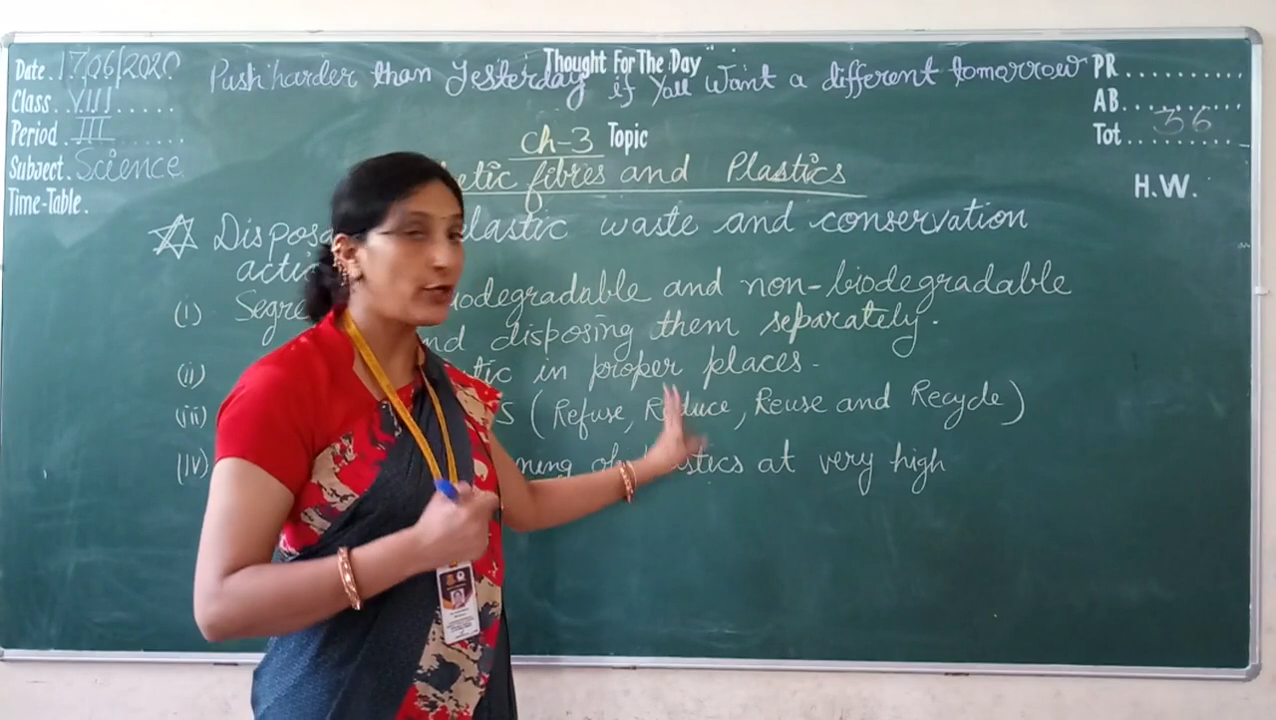 Thought For The Day
Date. 17/06/2020
Push harder than Yesterday if You Want a different tomorrow
PR
Class. VIII
AB.
Period. III
Tot. 36
Ch-3 Topic
Subject. Science
etic fibres and Plastics
H.W.
Time-Table.
Disposa lastic waste and conservation
acti
(i) Segre iodegradable and non-biodegradable
nd disposing them separately.
(ii) tic in proper places.
(iii) S (Refuse, Reduce, Reuse and Recycle)
(iv) ning of stics at very high